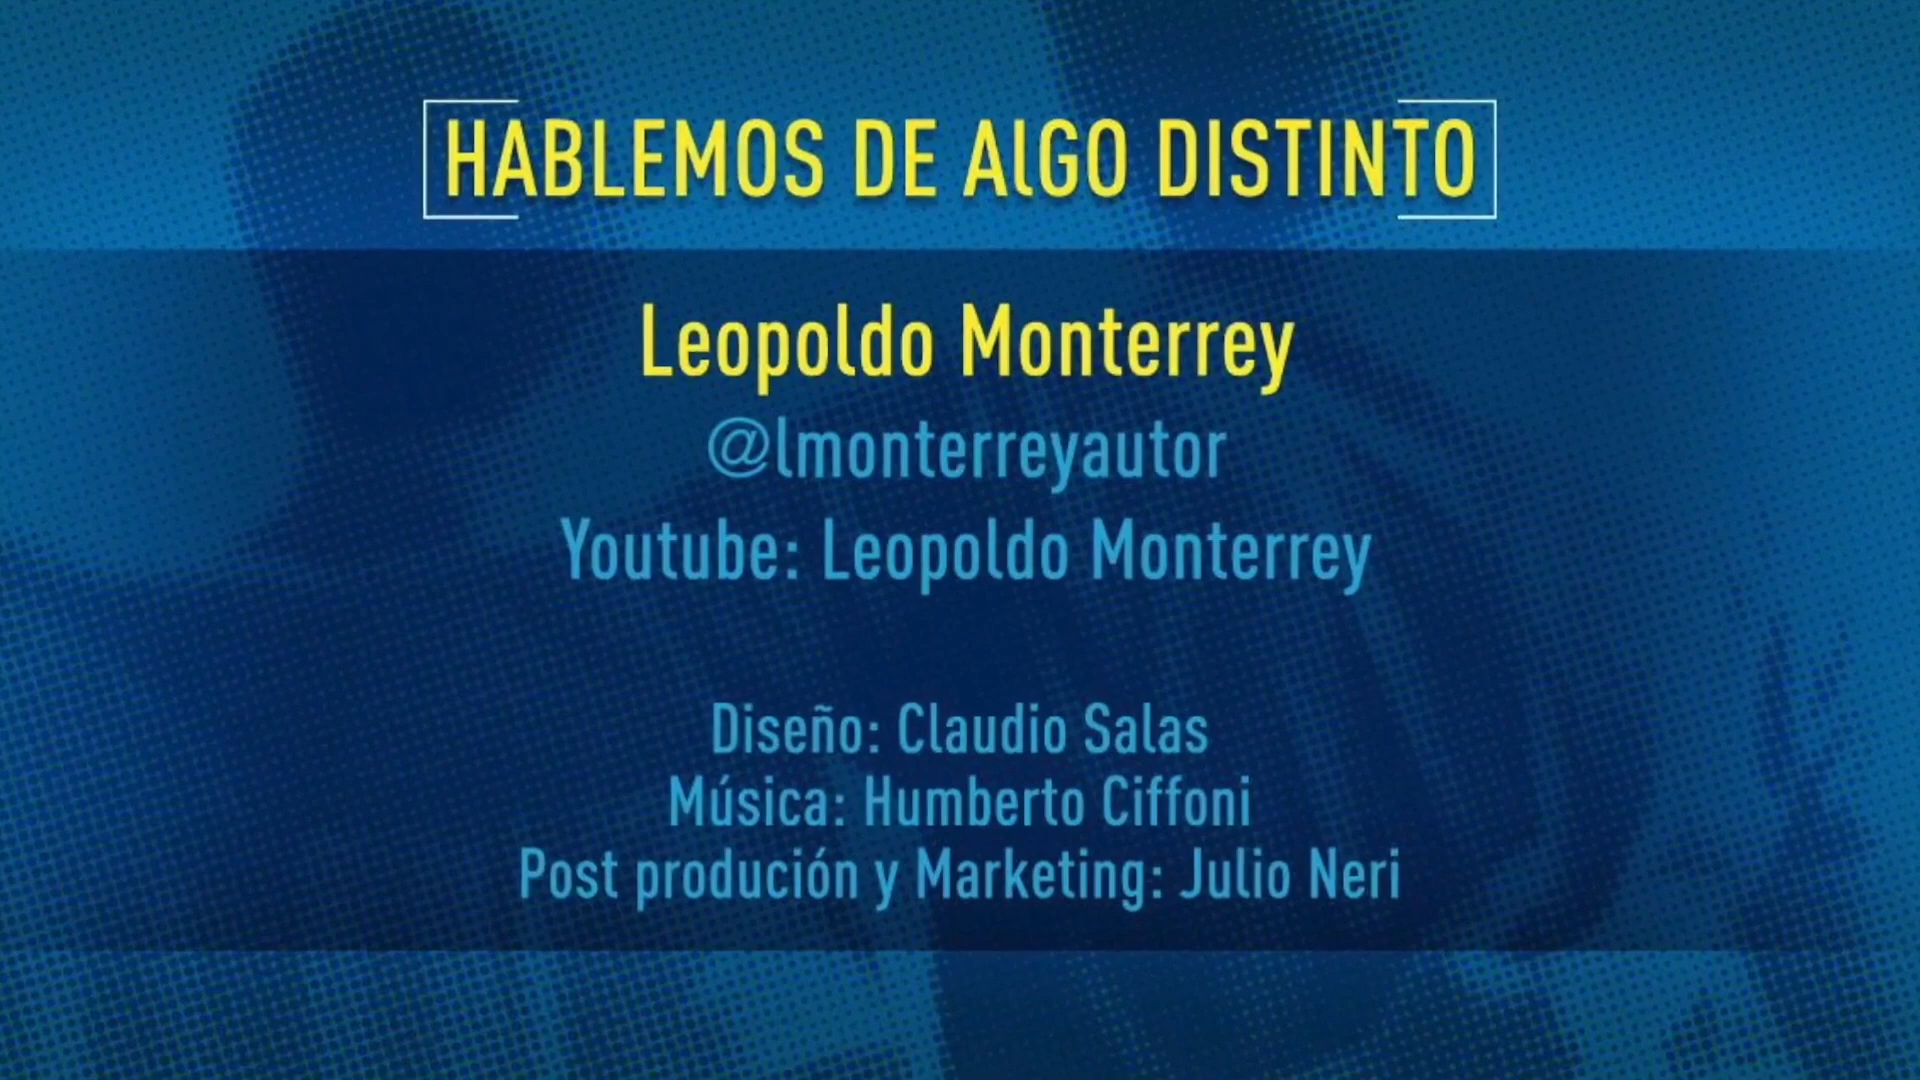 HABLEMOS DE AlGO DISTINTO
Leopoldo Monterrey
@lmonterreyautor
Youtube: Leopoldo Monterrey
Diseño: Claudio Salas
Música: Humberto Ciffoni
Post produción y Marketing: Julio Neri